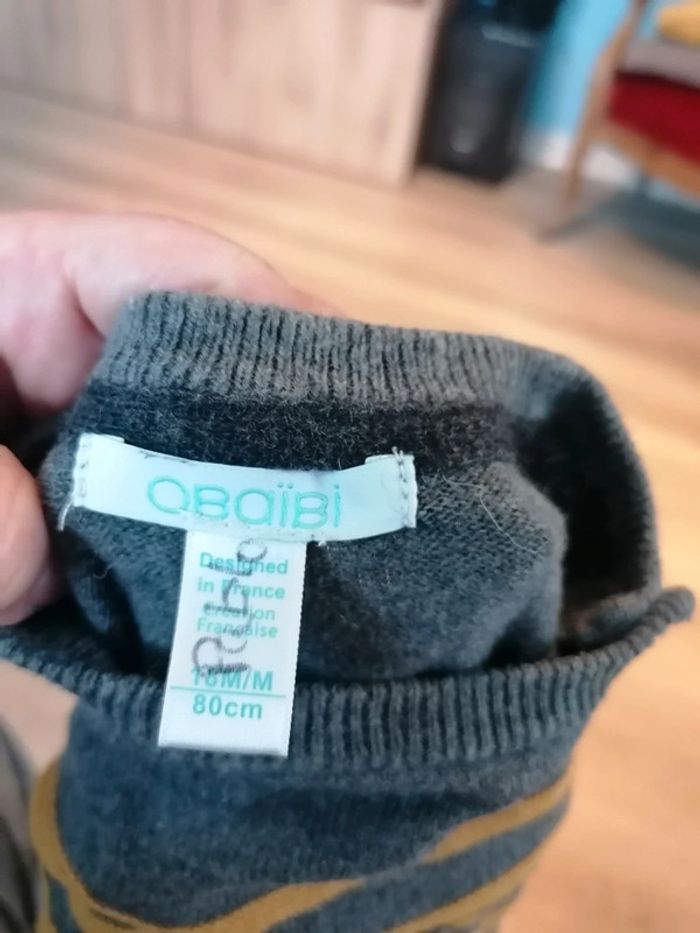 OBaïBi
Designed
in France
Création
Française
18M/M
80cm